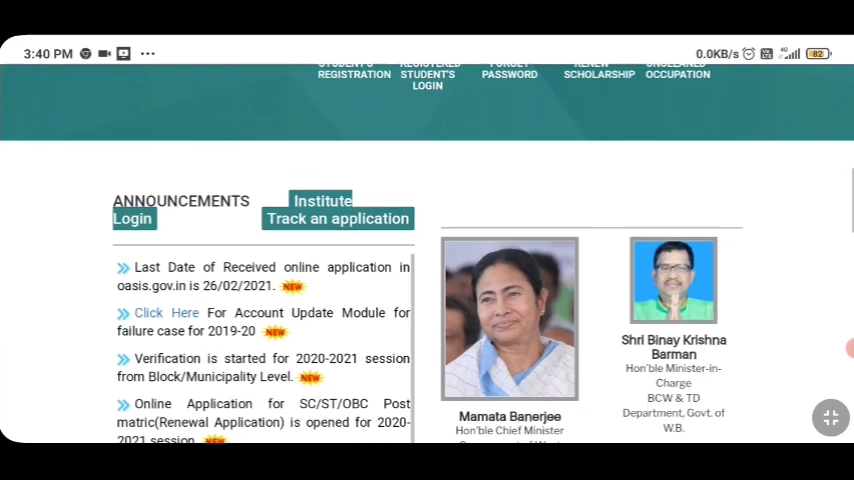 3:40 PM
0.0KB/s
4G
82
STUDENT'S REGISTRATION
REGISTERED STUDENT'S LOGIN
FORGET PASSWORD
RENEW SCHOLARSHIP
OCCUPATION
ANNOUNCEMENTS
Institute
Login
Track an application
Last Date of Received online application in
oasis.gov.in is 26/02/2021. NEW
Click Here For Account Update Module for
failure case for 2019-20 NEW
Verification is started for 2020-2021 session
from Block/Municipality Level. NEW
Online Application for SC/ST/OBC Post
matric(Renewal Application) is opened for 2020-
2021 session NEW
Mamata Banerjee
Hon'ble Chief Minister
Shri Binay Krishna
Barman
Hon'ble Minister-in-
Charge
BCW & TD
Department, Govt. of
W.B.